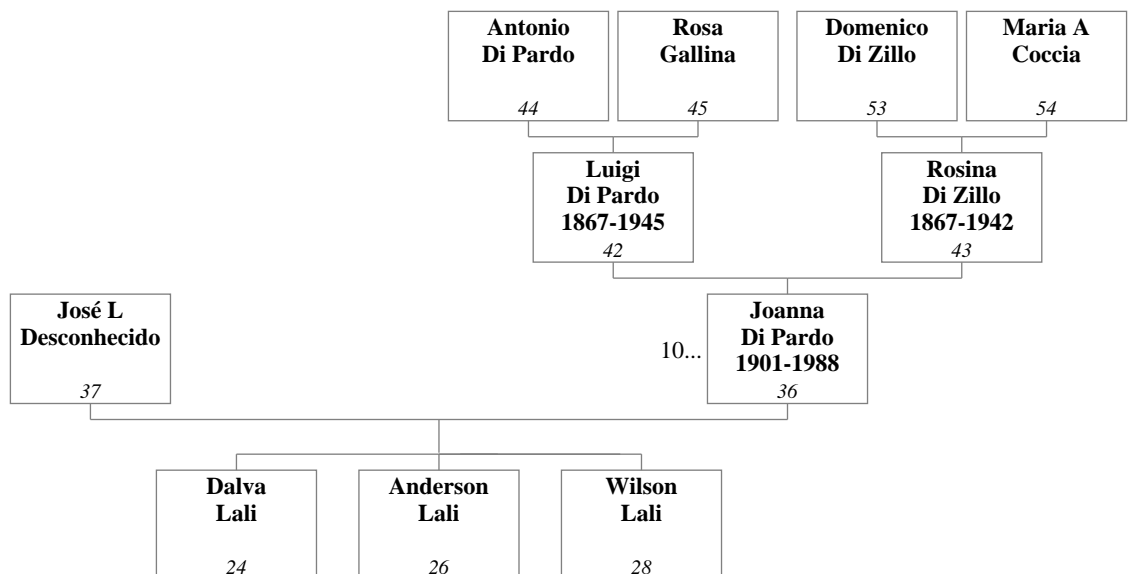 Antonio
Di Pardo
44
Rosa
Gallina
45
Domenico
Di Zillo
53
Maria A
Coccia
54
Luigi
Di Pardo
1867-1945
42
Rosina
Di Zillo
1867-1942
43
José L
Desconhecido
37
10...
Joanna
Di Pardo
1901-1988
36
Dalva
Lali
24
Anderson
Lali
26
Wilson
Lali
28